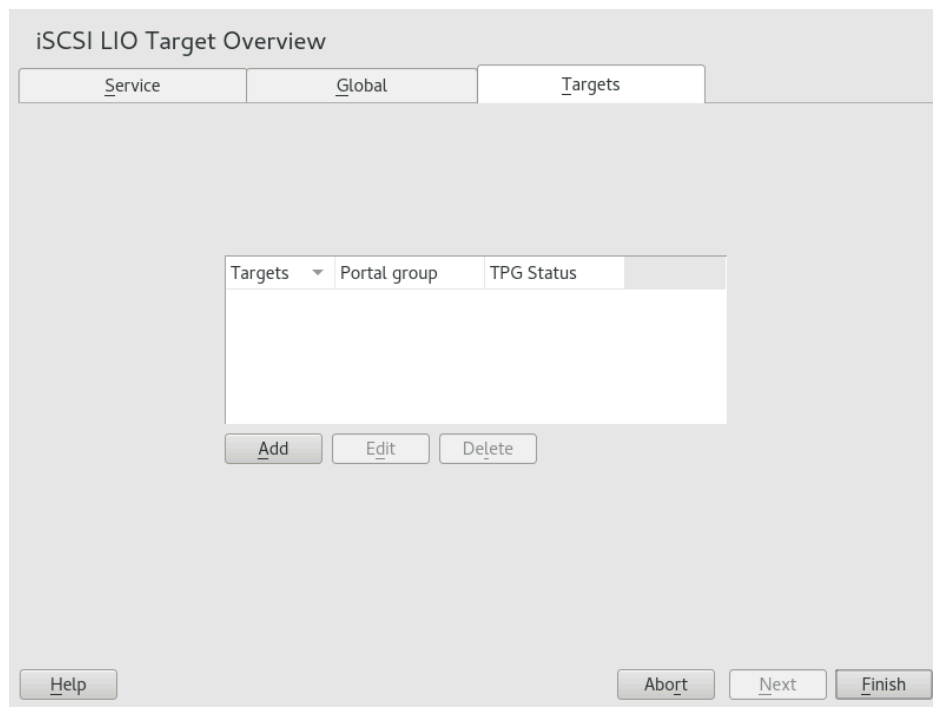 iSCSI LIO Target Overview
Service Global Targets
Targets Portal group TPG Status
Add Edit Delete
Help Abort Next Finish